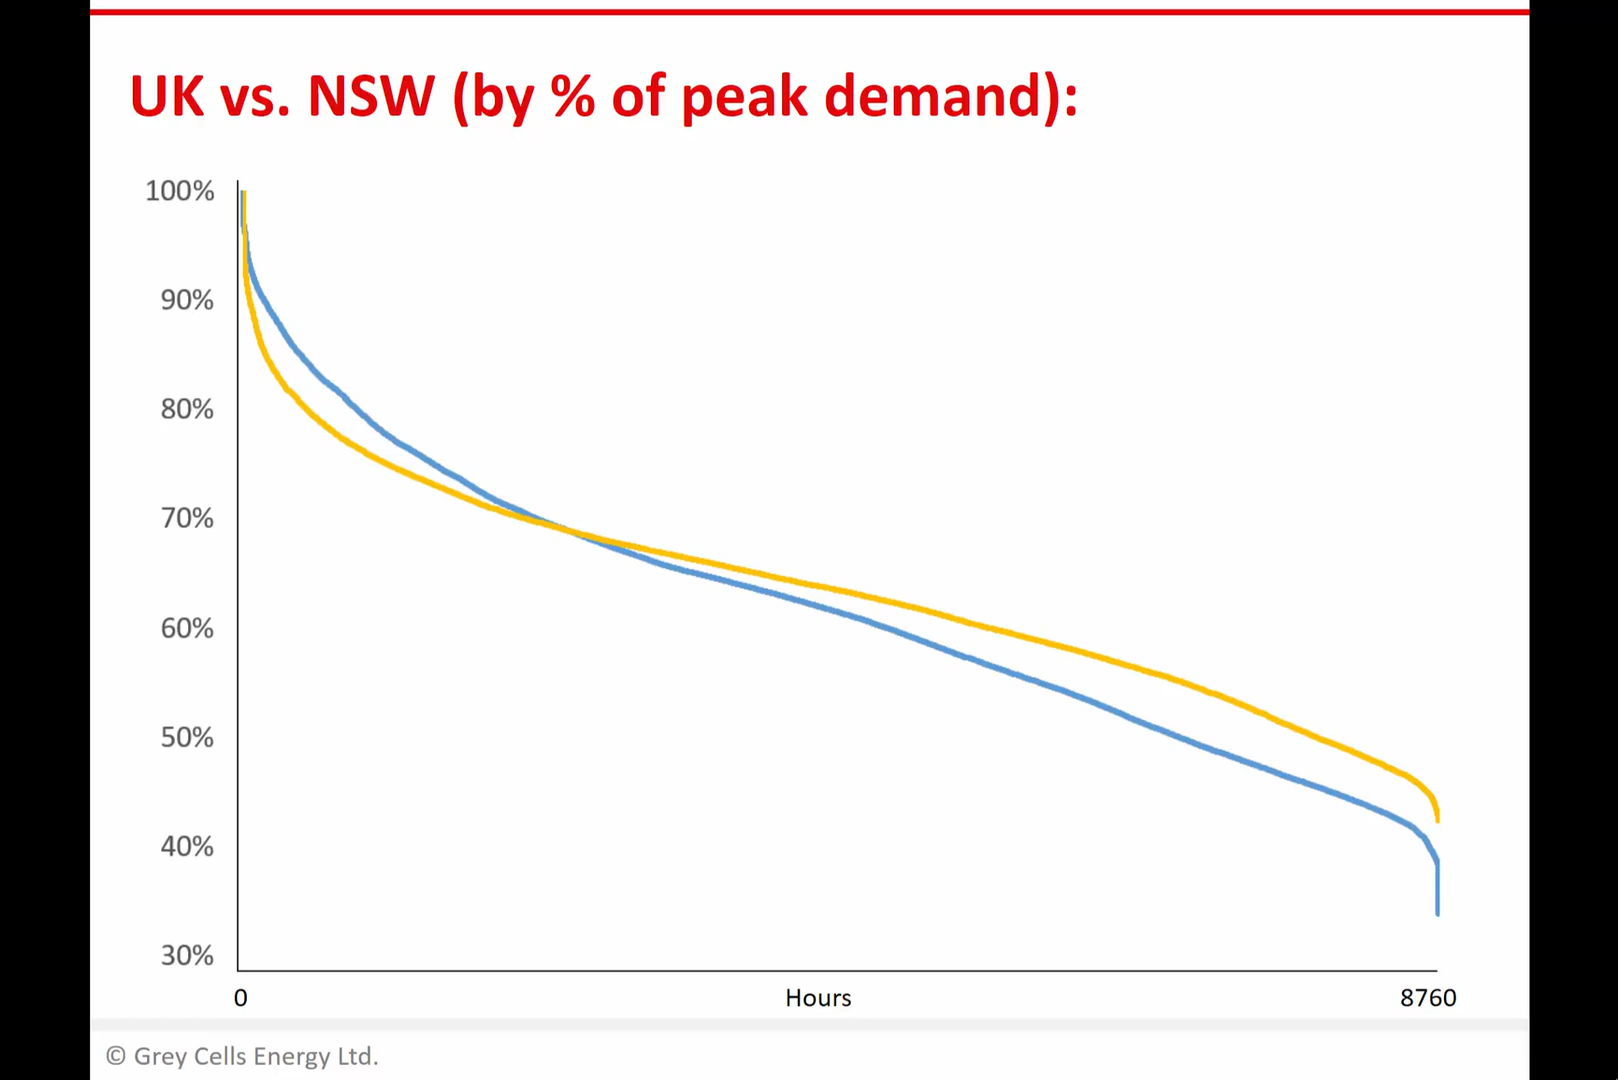 UK vs. NSW (by % of peak demand):
100%
90%
80%
70%
60%
50%
40%
30%
0 Hours 8760
© Grey Cells Energy Ltd.